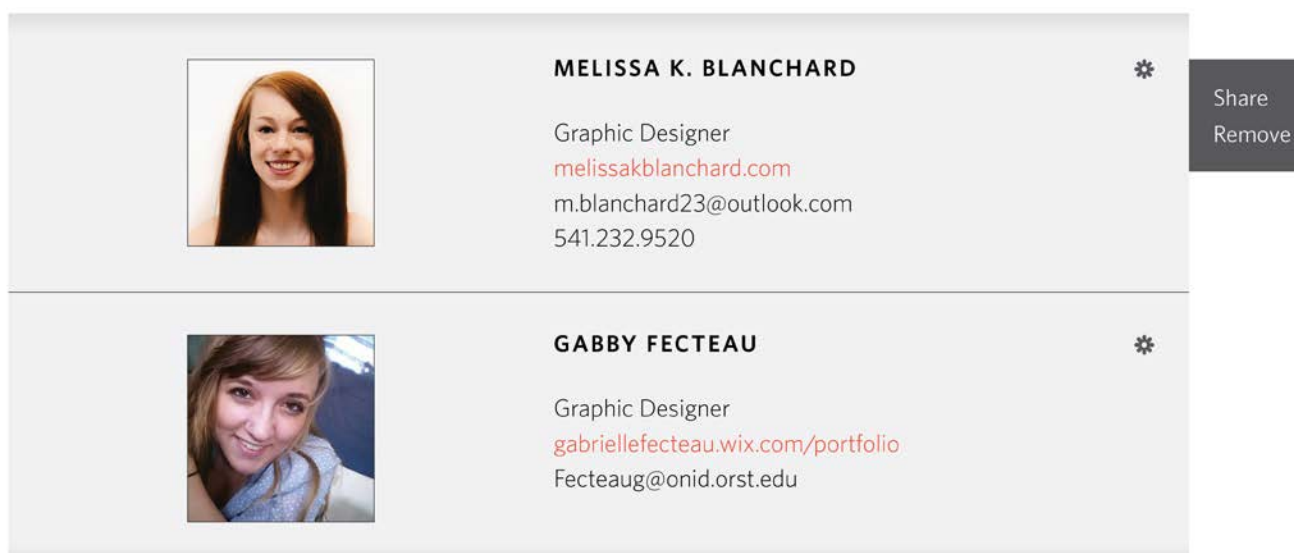 MELISSA K. BLANCHARD
Graphic Designer
melissakblanchard.com
m.blanchard23@outlook.com
541.232.9520
Share
Remove
GABBY FECTEAU
Graphic Designer
gabriellefecteau.wix.com/portfolio
Fecteaug@onid.orst.edu